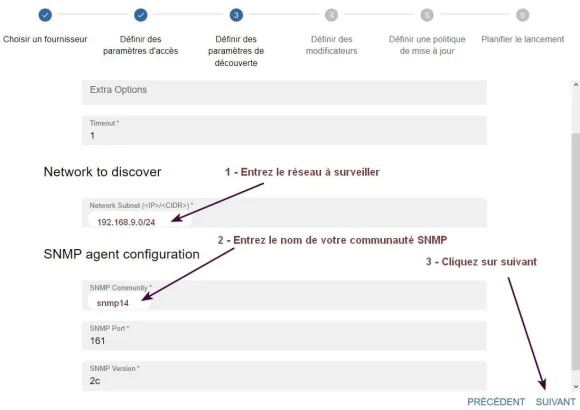 3 4 5 6
Choisir un fournisseur
Définir des
paramètres d'accès
Définir des
paramètres de
découverte
Définir des
modificateurs
Définir une politique
de mise à jour
Planifier le lancement
Extra Options
Timeout *
1
Network to discover
1 - Entrez le réseau à surveiller
Network Subnet (<IP>/<CIDR>) *
192.168.9.0/24
2 - Entrez le nom de votre communauté SNMP
SNMP agent configuration
3 - Cliquez sur suivant
SNMP Community *
snmp14
SNMP Port *
161
SNMP Version *
2c
PRÉCÉDENT SUIVANT